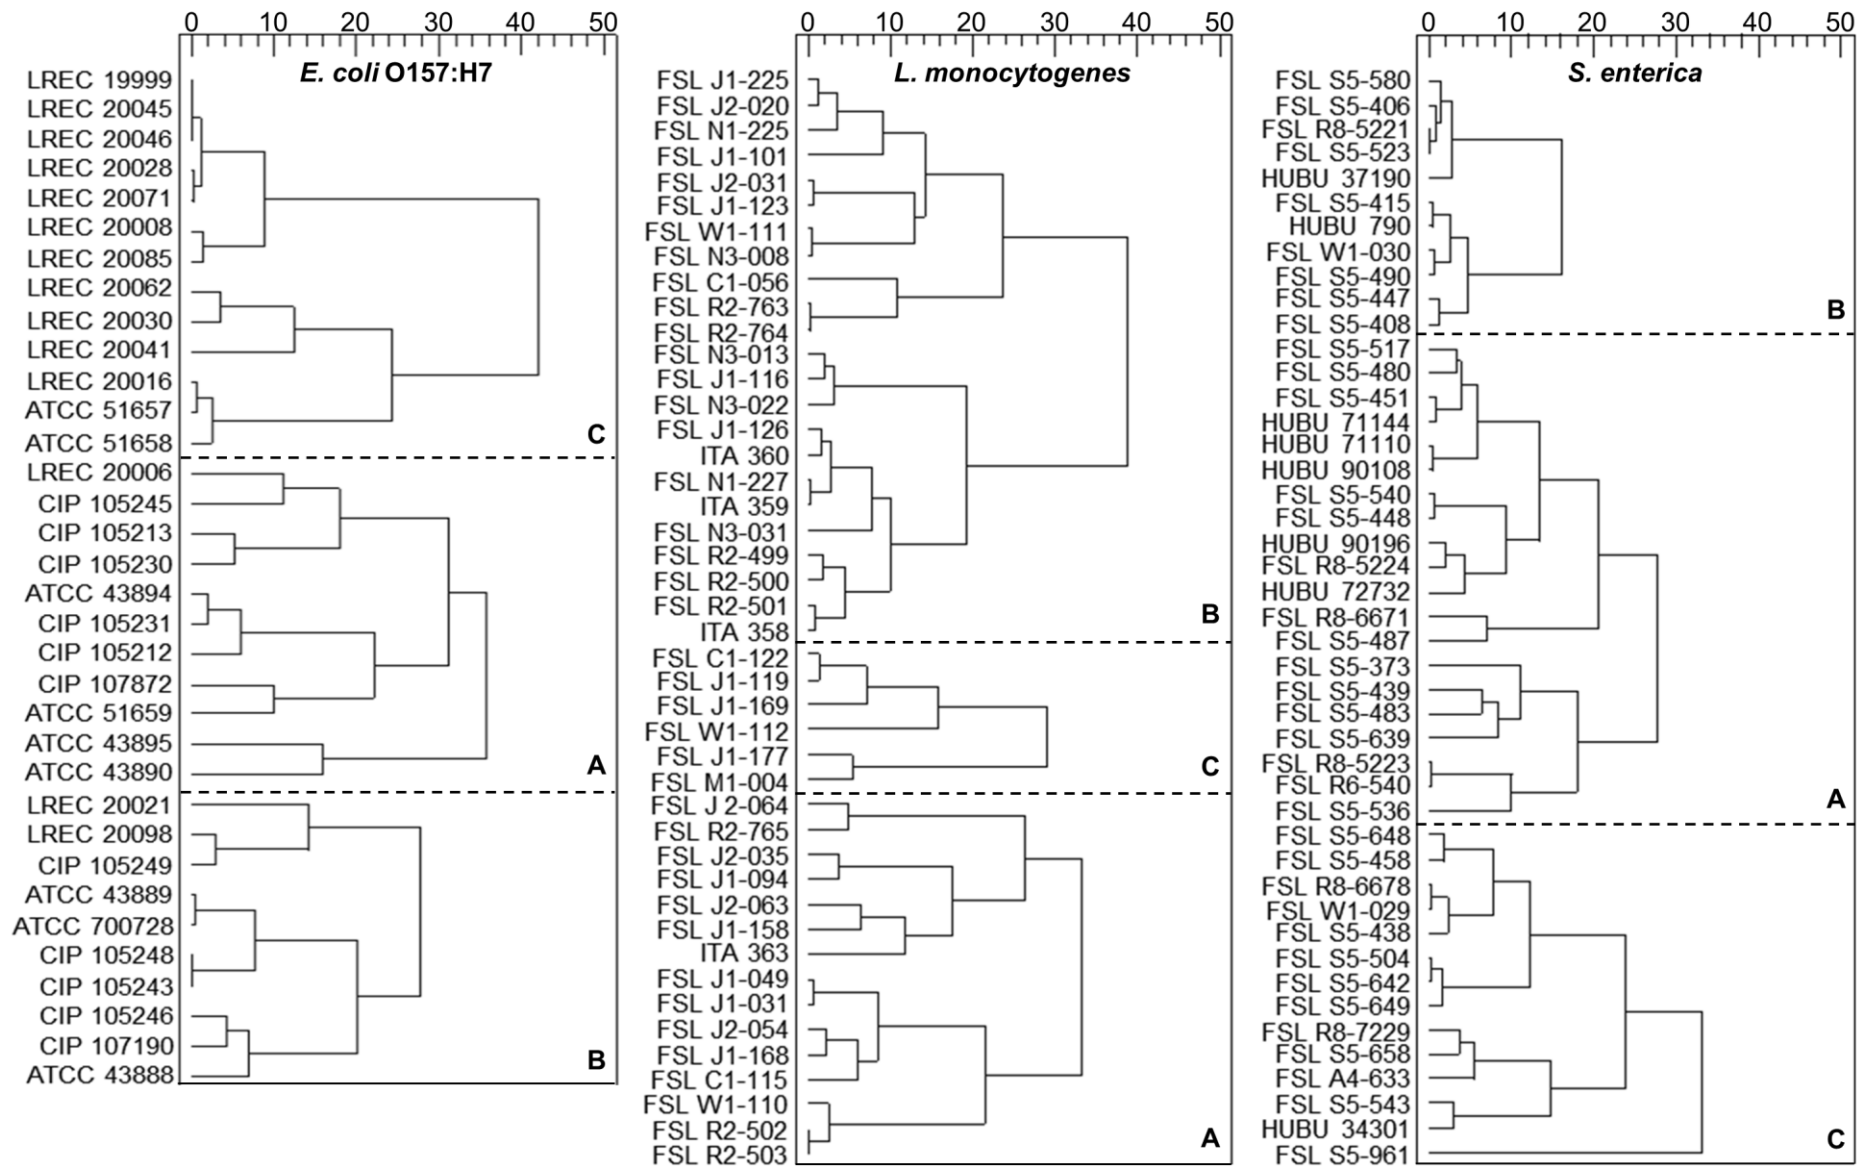 0 10 20 30 40 50
E. coli O157:H7
LREC 19999
LREC 20045
LREC 20046
LREC 20028
LREC 20071
LREC 20008
LREC 20085
LREC 20062
LREC 20030
LREC 20041
LREC 20016
ATCC 51657
ATCC 51658
C
LREC 20006
CIP 105245
CIP 105213
CIP 105230
ATCC 43894
CIP 105231
CIP 105212
CIP 107872
ATCC 51659
ATCC 43895
ATCC 43890
A
LREC 20021
LREC 20098
CIP 105249
ATCC 43889
ATCC 700728
CIP 105248
CIP 105243
CIP 105246
CIP 107190
ATCC 43888
B
0 10 20 30 40 50
L. monocytogenes
FSL J1-225
FSL J2-020
FSL N1-225
FSL J1-101
FSL J2-031
FSL J1-123
FSL W1-111
FSL N3-008
FSL C1-056
FSL R2-763
FSL R2-764
FSL N3-013
FSL J1-116
FSL N3-022
FSL J1-126
ITA 360
FSL N1-227
ITA 359
FSL N3-031
FSL R2-499
FSL R2-500
FSL R2-501
ITA 358
B
FSL C1-122
FSL J1-119
FSL J1-169
FSL W1-112
FSL J1-177
FSL M1-004
C
FSL J 2-064
FSL R2-765
FSL J2-035
FSL J1-094
FSL J2-063
FSL J1-158
ITA 363
FSL J1-049
FSL J1-031
FSL J2-054
FSL J1-168
FSL C1-115
FSL W1-110
FSL R2-502
FSL R2-503
A
0 10 20 30 40 50
S. enterica
FSL S5-580
FSL S5-406
FSL R8-5221
FSL S5-523
HUBU 37190
FSL S5-415
HUBU 790
FSL W1-030
FSL S5-490
FSL S5-447
FSL S5-408
B
FSL S5-517
FSL S5-480
FSL S5-451
HUBU 71144
HUBU 71110
HUBU 90108
FSL S5-540
FSL S5-448
HUBU 90196
FSL R8-5224
HUBU 72732
FSL R8-6671
FSL S5-487
FSL S5-373
FSL S5-439
FSL S5-483
FSL S5-639
FSL R8-5223
FSL R6-540
FSL S5-536
A
FSL S5-648
FSL S5-458
FSL R8-6678
FSL W1-029
FSL S5-438
FSL S5-504
FSL S5-642
FSL S5-649
FSL R8-7229
FSL S5-658
FSL A4-633
FSL S5-543
HUBU 34301
FSL S5-961
C